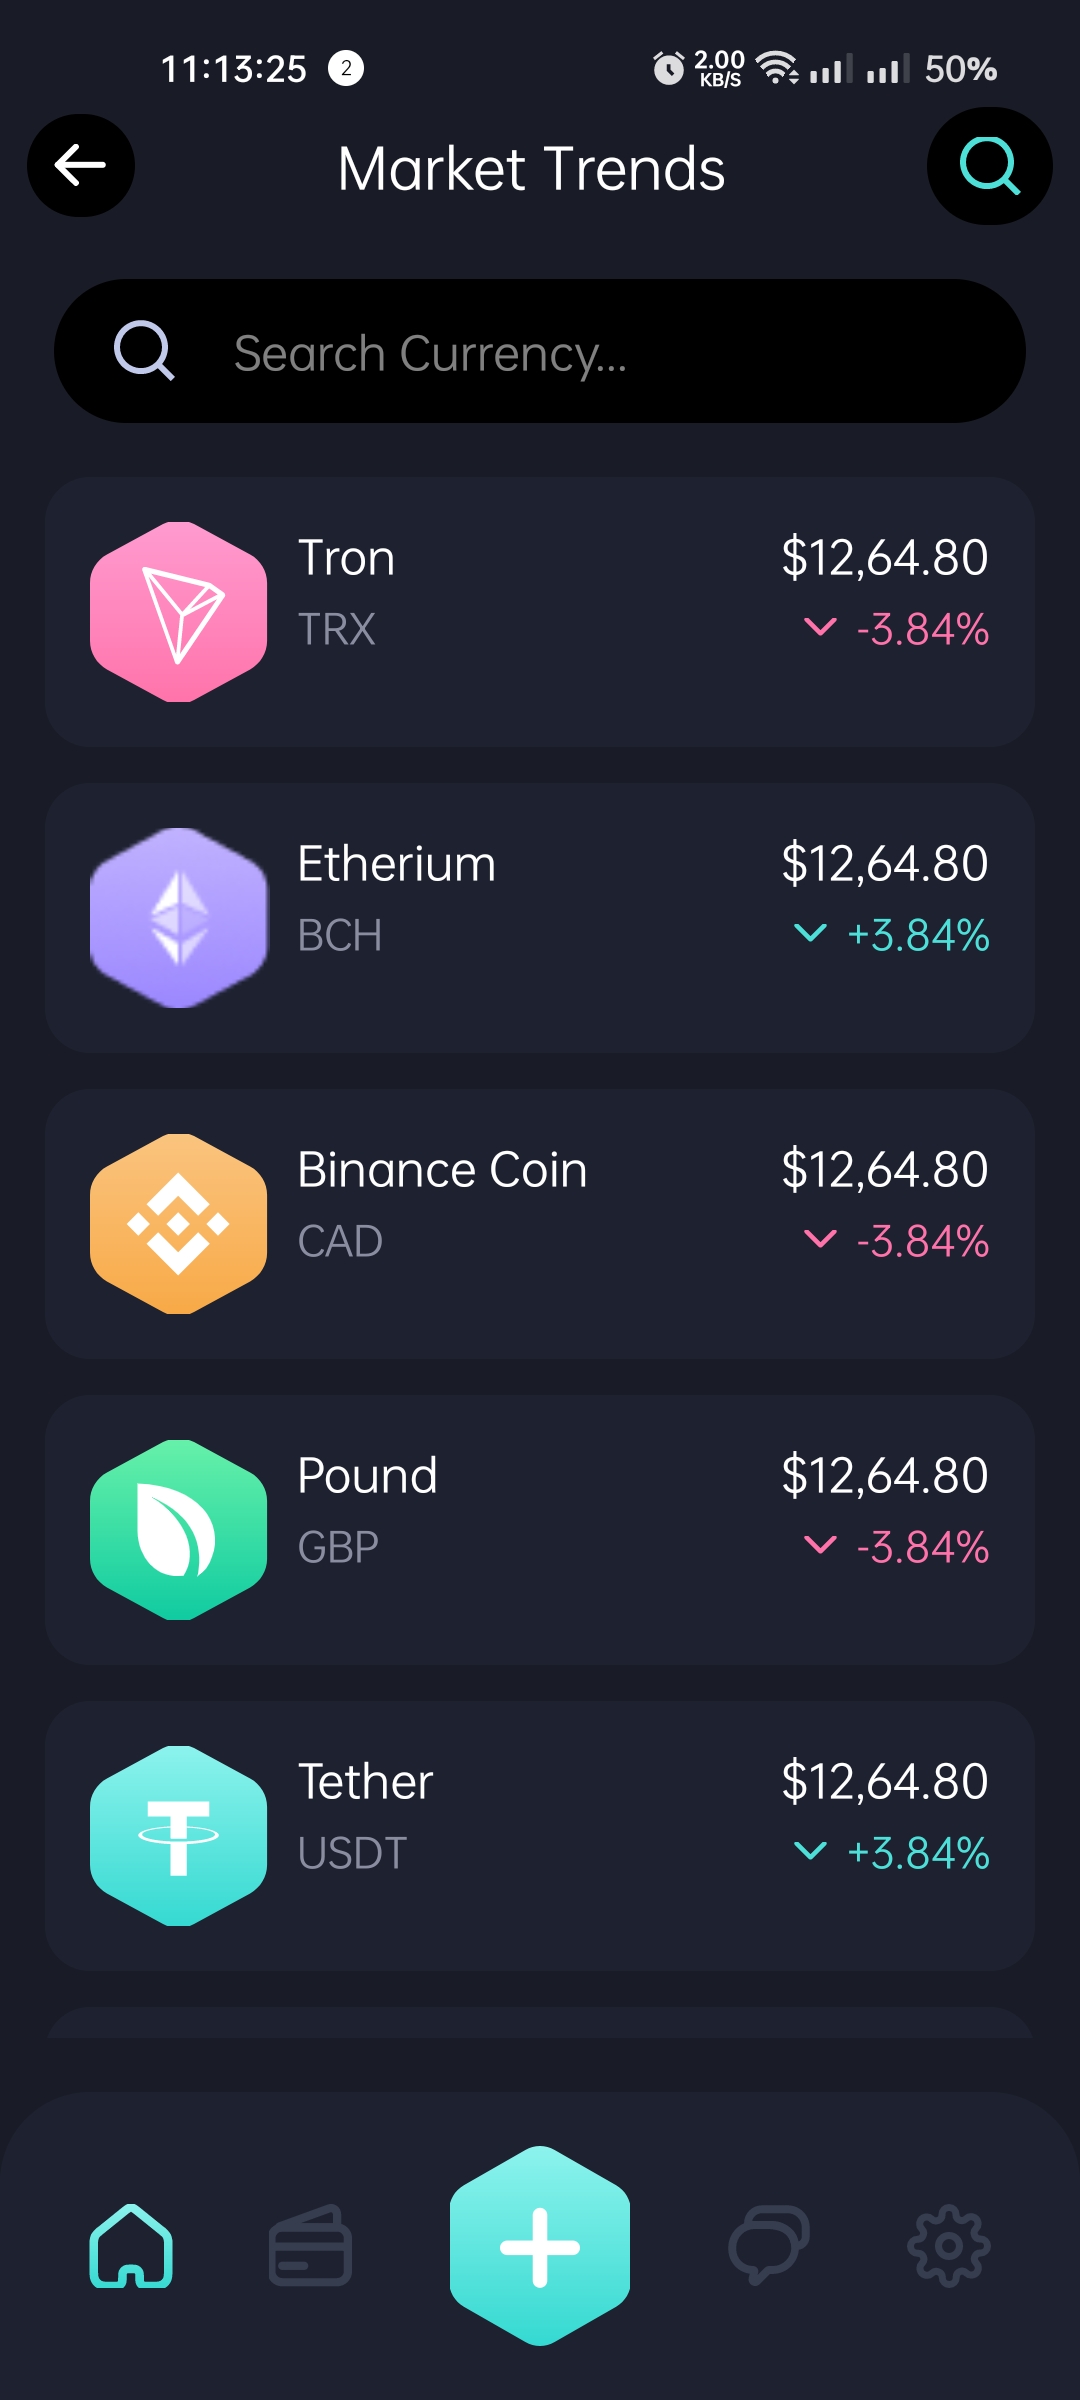 11:13:25 2 2.00 KB/S 50%
Market Trends
Search Currency...
Tron $12,64.80
TRX -3.84%
Etherium $12,64.80
BCH +3.84%
Binance Coin $12,64.80
CAD -3.84%
Pound $12,64.80
GBP -3.84%
Tether $12,64.80
USDT +3.84%